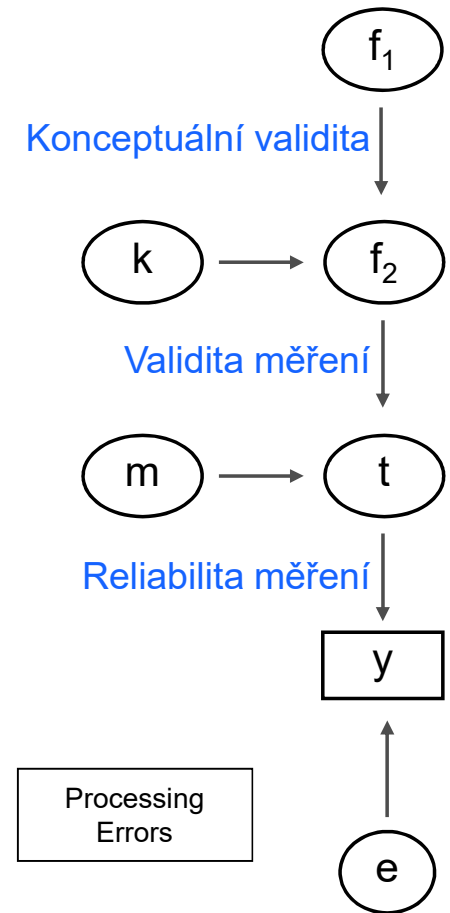 f₁
Konceptuální validita
k
f₂
Validita měření
m
t
Reliabilita měření
y
Processing
Errors
e